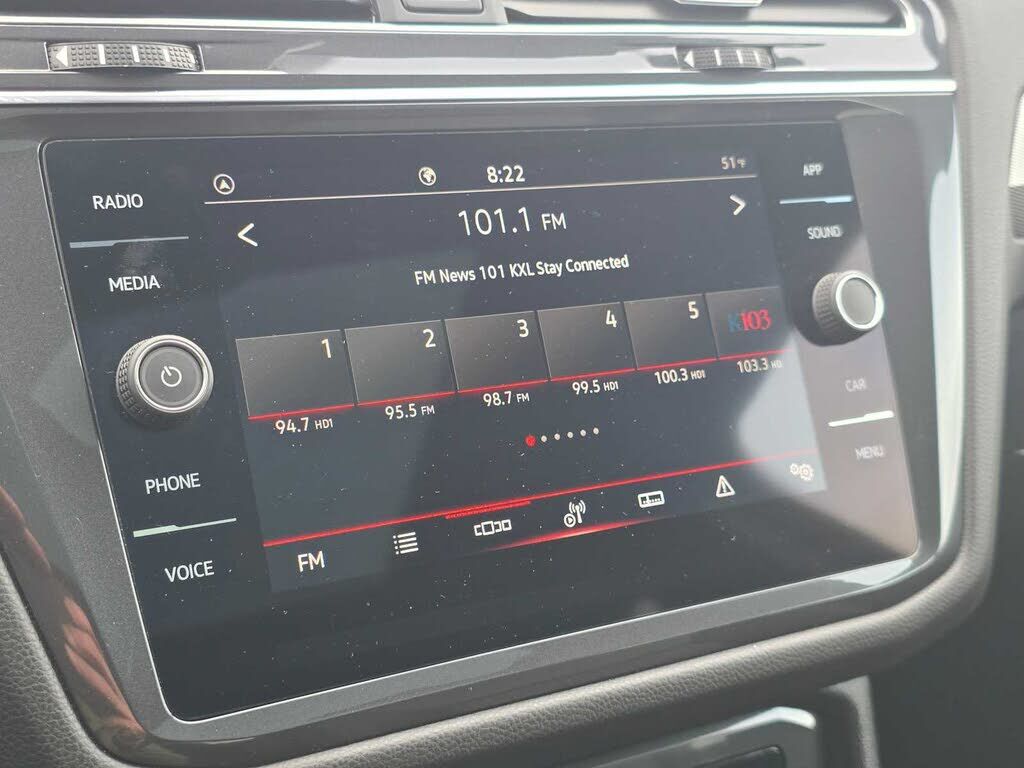 RADIO
MEDIA
PHONE
VOICE
8:22
51°F
101.1 FM
FM News 101 KXL Stay Connected
1
2
3
4
5
K103
94.7 HD1
95.5 FM
98.7 FM
99.5 HD1
100.3 HD1
103.3 HD
FM
APP
SOUND
CAR
MENU